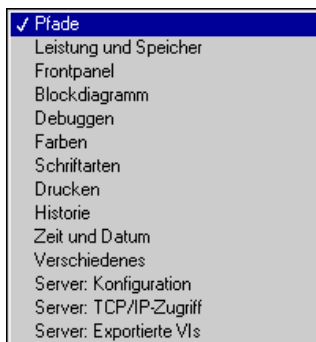 Pfade
Leistung und Speicher
Frontpanel
Blockdiagramm
Debuggen
Farben
Schriftarten
Drucken
Historie
Zeit und Datum
Verschiedenes
Server: Konfiguration
Server: TCP/IP-Zugriff
Server: Exportierte VIs